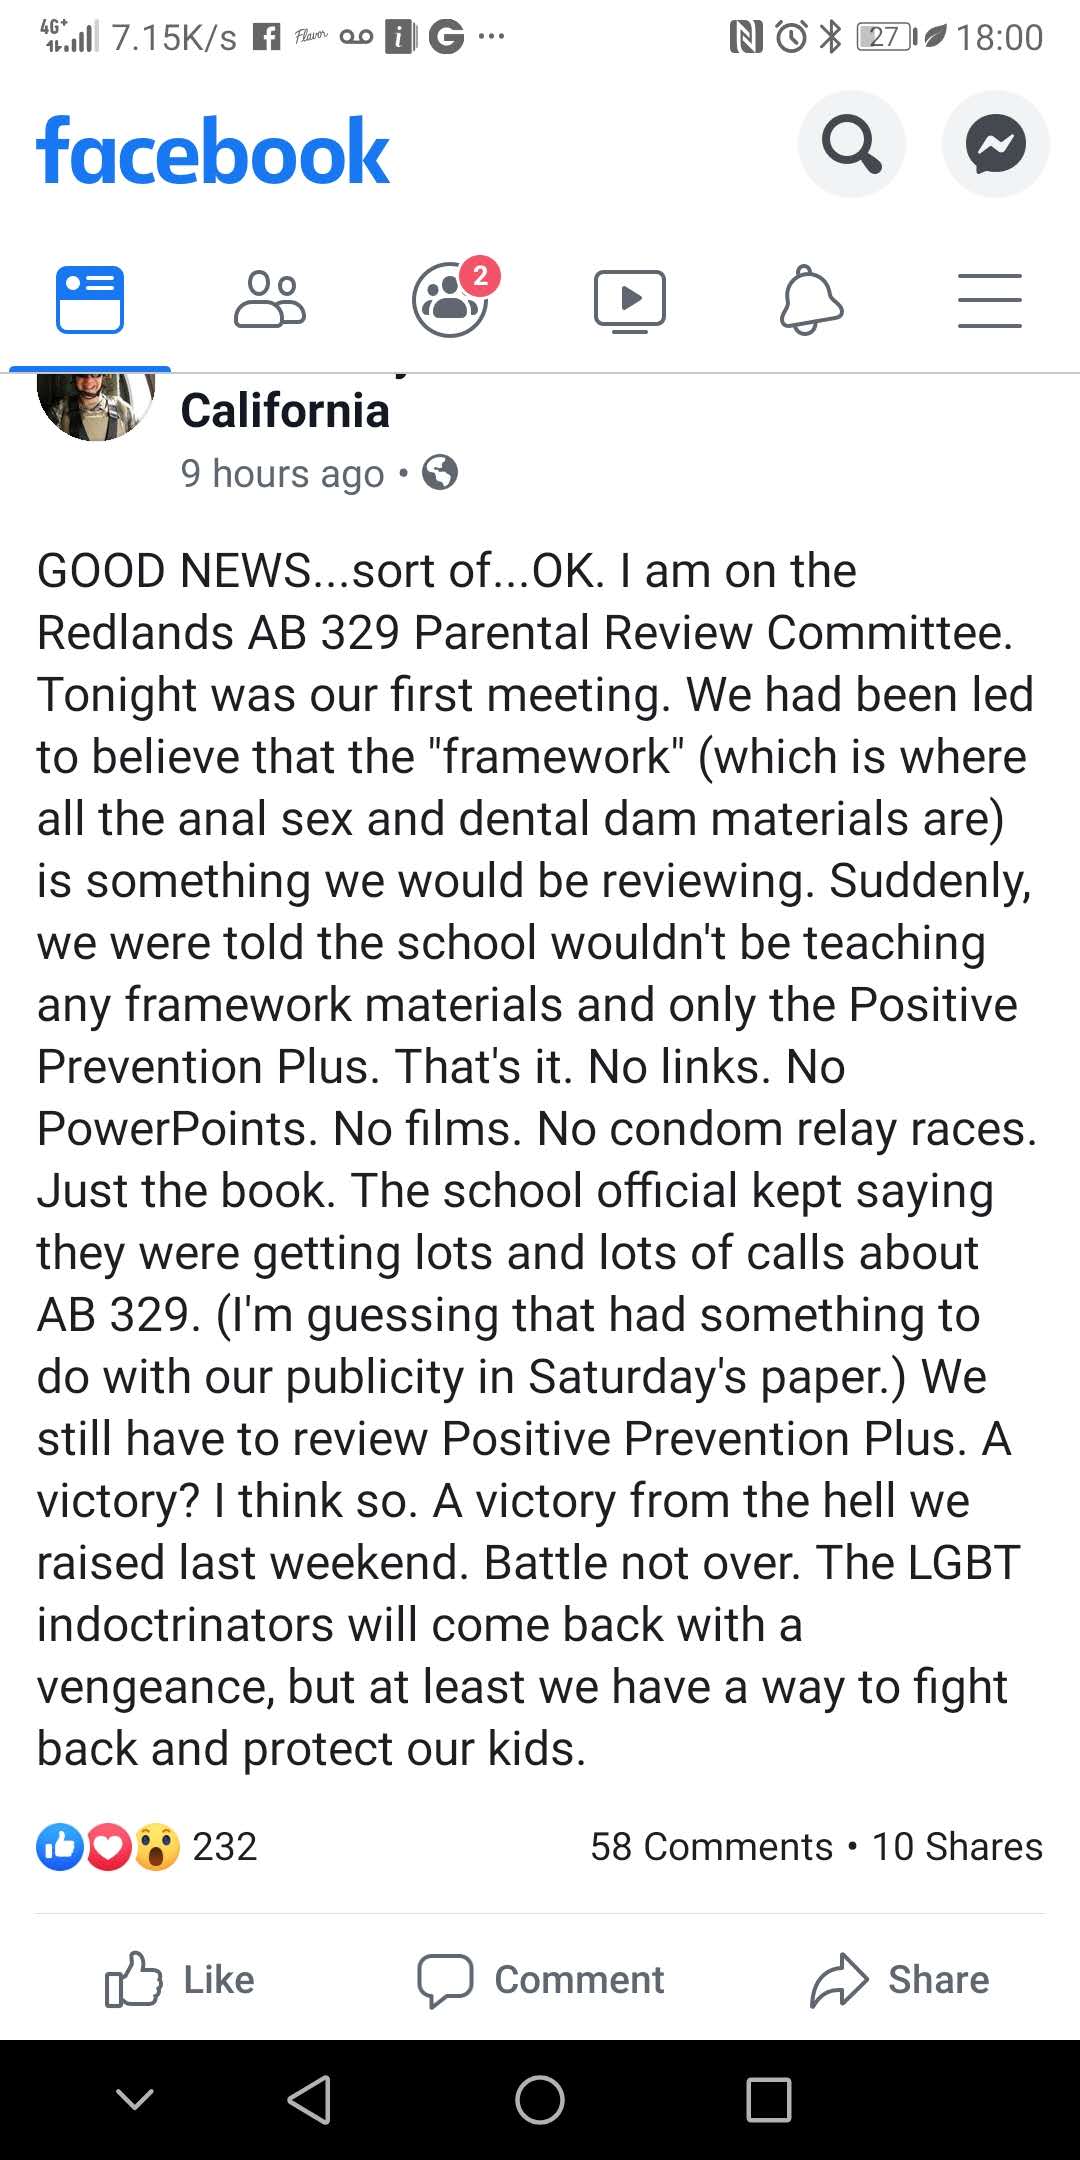 4G+ 7.15K/s Flavor i G ... N 27 18:00
facebook
2
California
9 hours ago •
GOOD NEWS...sort of...OK. I am on the
Redlands AB 329 Parental Review Committee.
Tonight was our first meeting. We had been led
to believe that the "framework" (which is where
all the anal sex and dental dam materials are)
is something we would be reviewing. Suddenly,
we were told the school wouldn't be teaching
any framework materials and only the Positive
Prevention Plus. That's it. No links. No
PowerPoints. No films. No condom relay races.
Just the book. The school official kept saying
they were getting lots and lots of calls about
AB 329. (I'm guessing that had something to
do with our publicity in Saturday's paper.) We
still have to review Positive Prevention Plus. A
victory? I think so. A victory from the hell we
raised last weekend. Battle not over. The LGBT
indoctrinators will come back with a
vengeance, but at least we have a way to fight
back and protect our kids.
232 58 Comments • 10 Shares
Like Comment Share